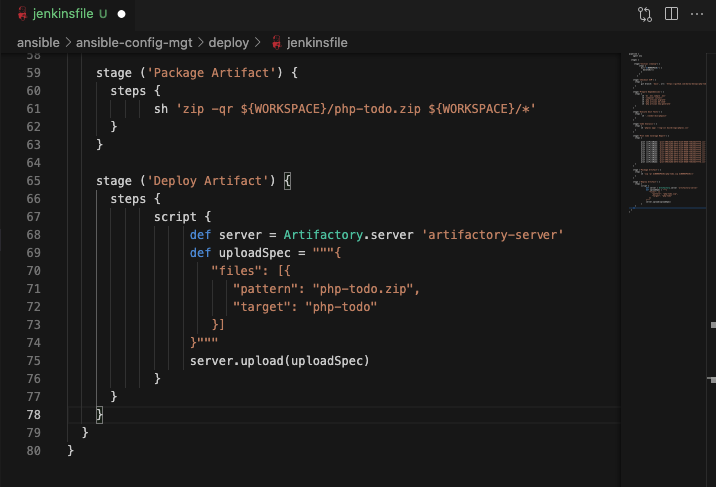 jenkinsfile U
ansible > ansible-config-mgt > deploy > jenkinsfile
58
59 stage ('Package Artifact') {
60 steps {
61 sh 'zip -qr ${WORKSPACE}/php-todo.zip ${WORKSPACE}/*'
62 }
63 }
64
65 stage ('Deploy Artifact') {
66 steps {
67 script {
68 def server = Artifactory.server 'artifactory-server'
69 def uploadSpec = """{
70 "files": [{
71 "pattern": "php-todo.zip",
72 "target": "php-todo"
73 }]
74 }"""
75 server.upload(uploadSpec)
76 }
77 }
78 }
79 }
80 }